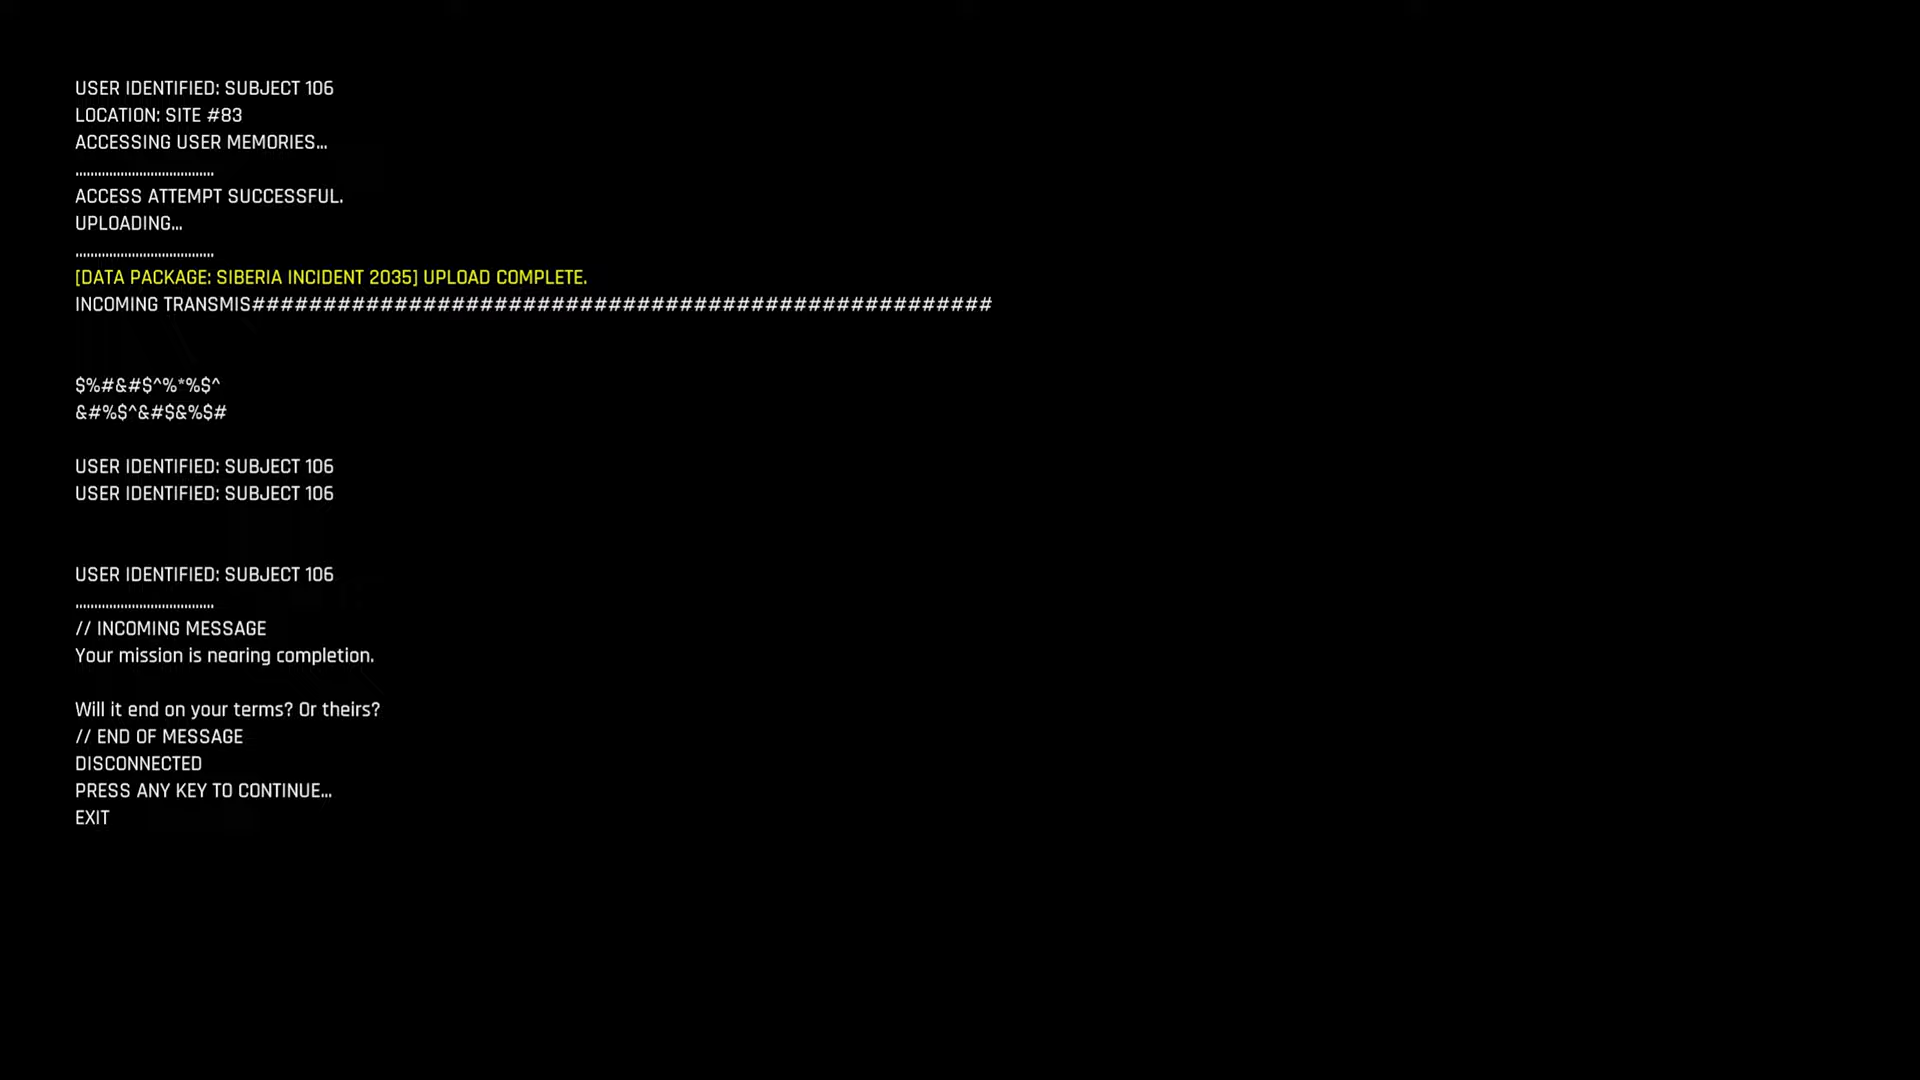 USER IDENTIFIED: SUBJECT 106
LOCATION: SITE #83
ACCESSING USER MEMORIES...
.....................................
ACCESS ATTEMPT SUCCESSFUL.
UPLOADING...
.....................................
[DATA PACKAGE: SIBERIA INCIDENT 2035] UPLOAD COMPLETE.
INCOMING TRANSMIS####################################################
$%#&#$^%*%$^
&#%$^&#$&%$#
USER IDENTIFIED: SUBJECT 106
USER IDENTIFIED: SUBJECT 106
USER IDENTIFIED: SUBJECT 106
.....................................
// INCOMING MESSAGE
Your mission is nearing completion.
Will it end on your terms? Or theirs?
// END OF MESSAGE
DISCONNECTED
PRESS ANY KEY TO CONTINUE...
EXIT